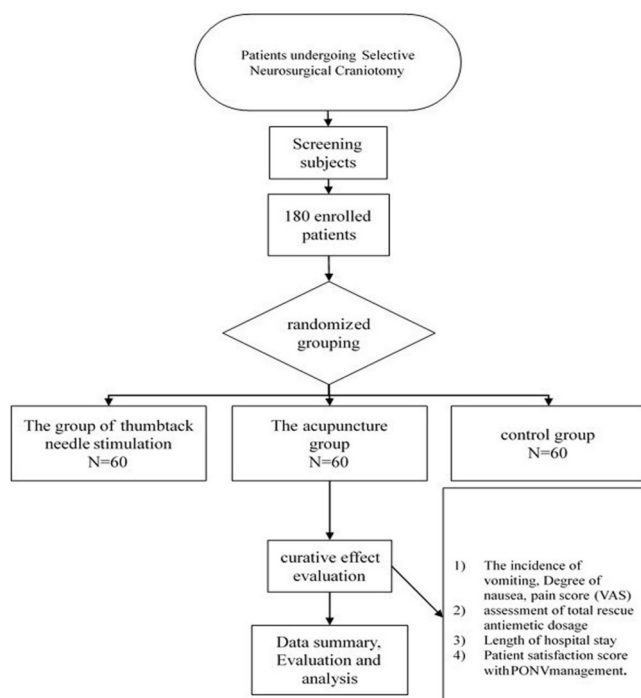 Patients undergoing Selective
Neurosurgical Craniotomy
Screening
subjects
180 enrolled
patients
randomized
grouping
The group of thumbtack
needle stimulation
N=60
The acupuncture
group
N=60
control group
N=60
curative effect
evaluation
1) The incidence of
vomiting, Degree of
nausea, pain score (VAS)
2) assessment of total rescue
antiemetic dosage
3) Length of hospital stay
4) Patient satisfaction score
withPONVmanagement.
Data summary,
Evaluation and
analysis